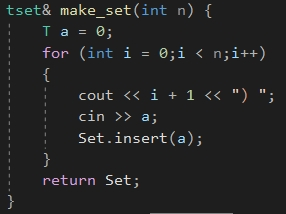 tset& make_set(int n) {
T a = 0;
for (int i = 0;i < n;i++)
{
cout << i + 1 << ") ";
cin >> a;
Set.insert(a);
}
return Set;
}